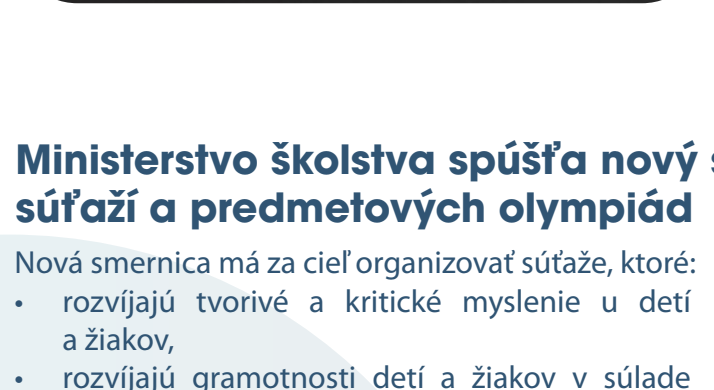 Ministerstvo školstva spúšťa nový
súťaží a predmetových olympiád
Nová smernica má za cieľ organizovať súťaže, ktoré:
• rozvíjajú tvorivé a kritické myslenie u detí
a žiakov,
• rozvíjajú gramotnosti detí a žiakov v súlade